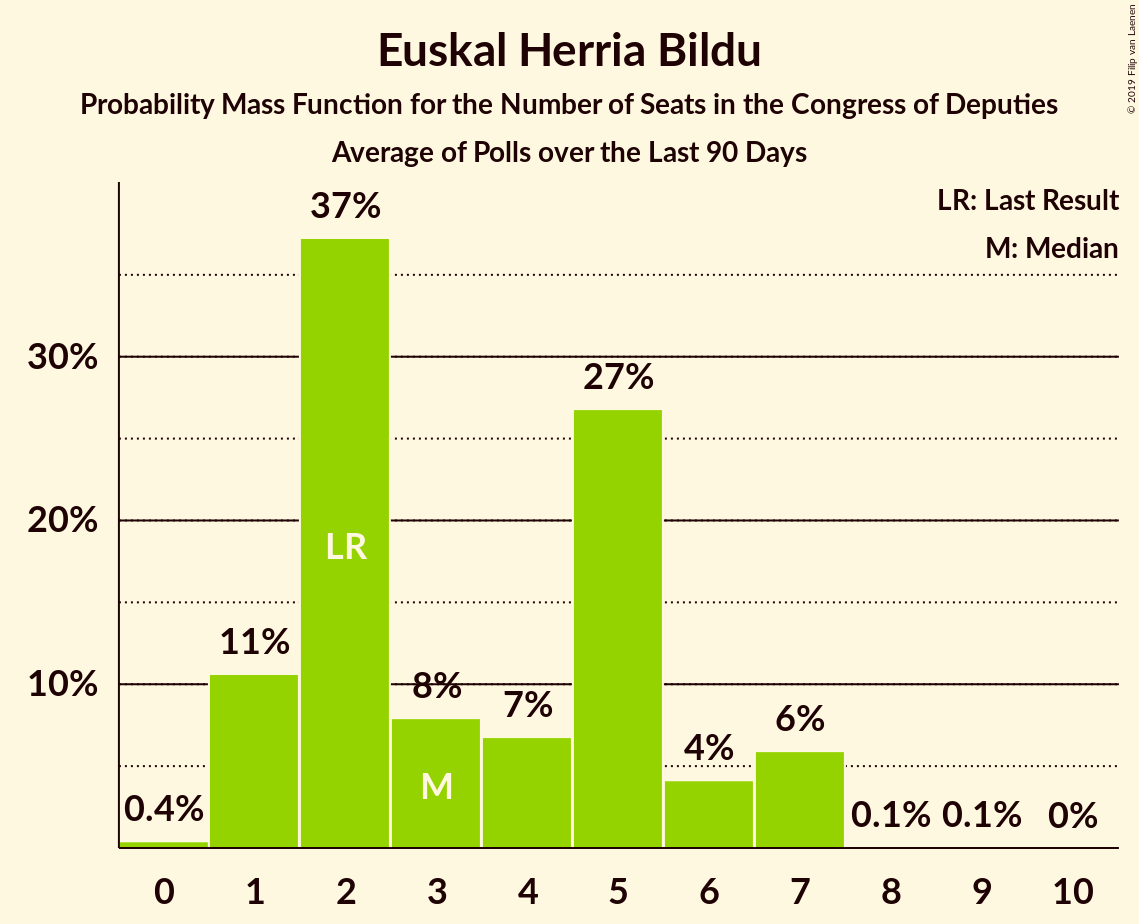 Euskal Herria Bildu
Probability Mass Function for the Number of Seats in the Congress of Deputies
Average of Polls over the Last 90 Days
© 2019 Filip van Laenen
LR: Last Result
M: Median
37%
30%
27%
20%
LR
11%
10%
8%
7%
6%
4%
M
0.4%
0.1%
0.1%
0%
0 1 2 3 4 5 6 7 8 9 10